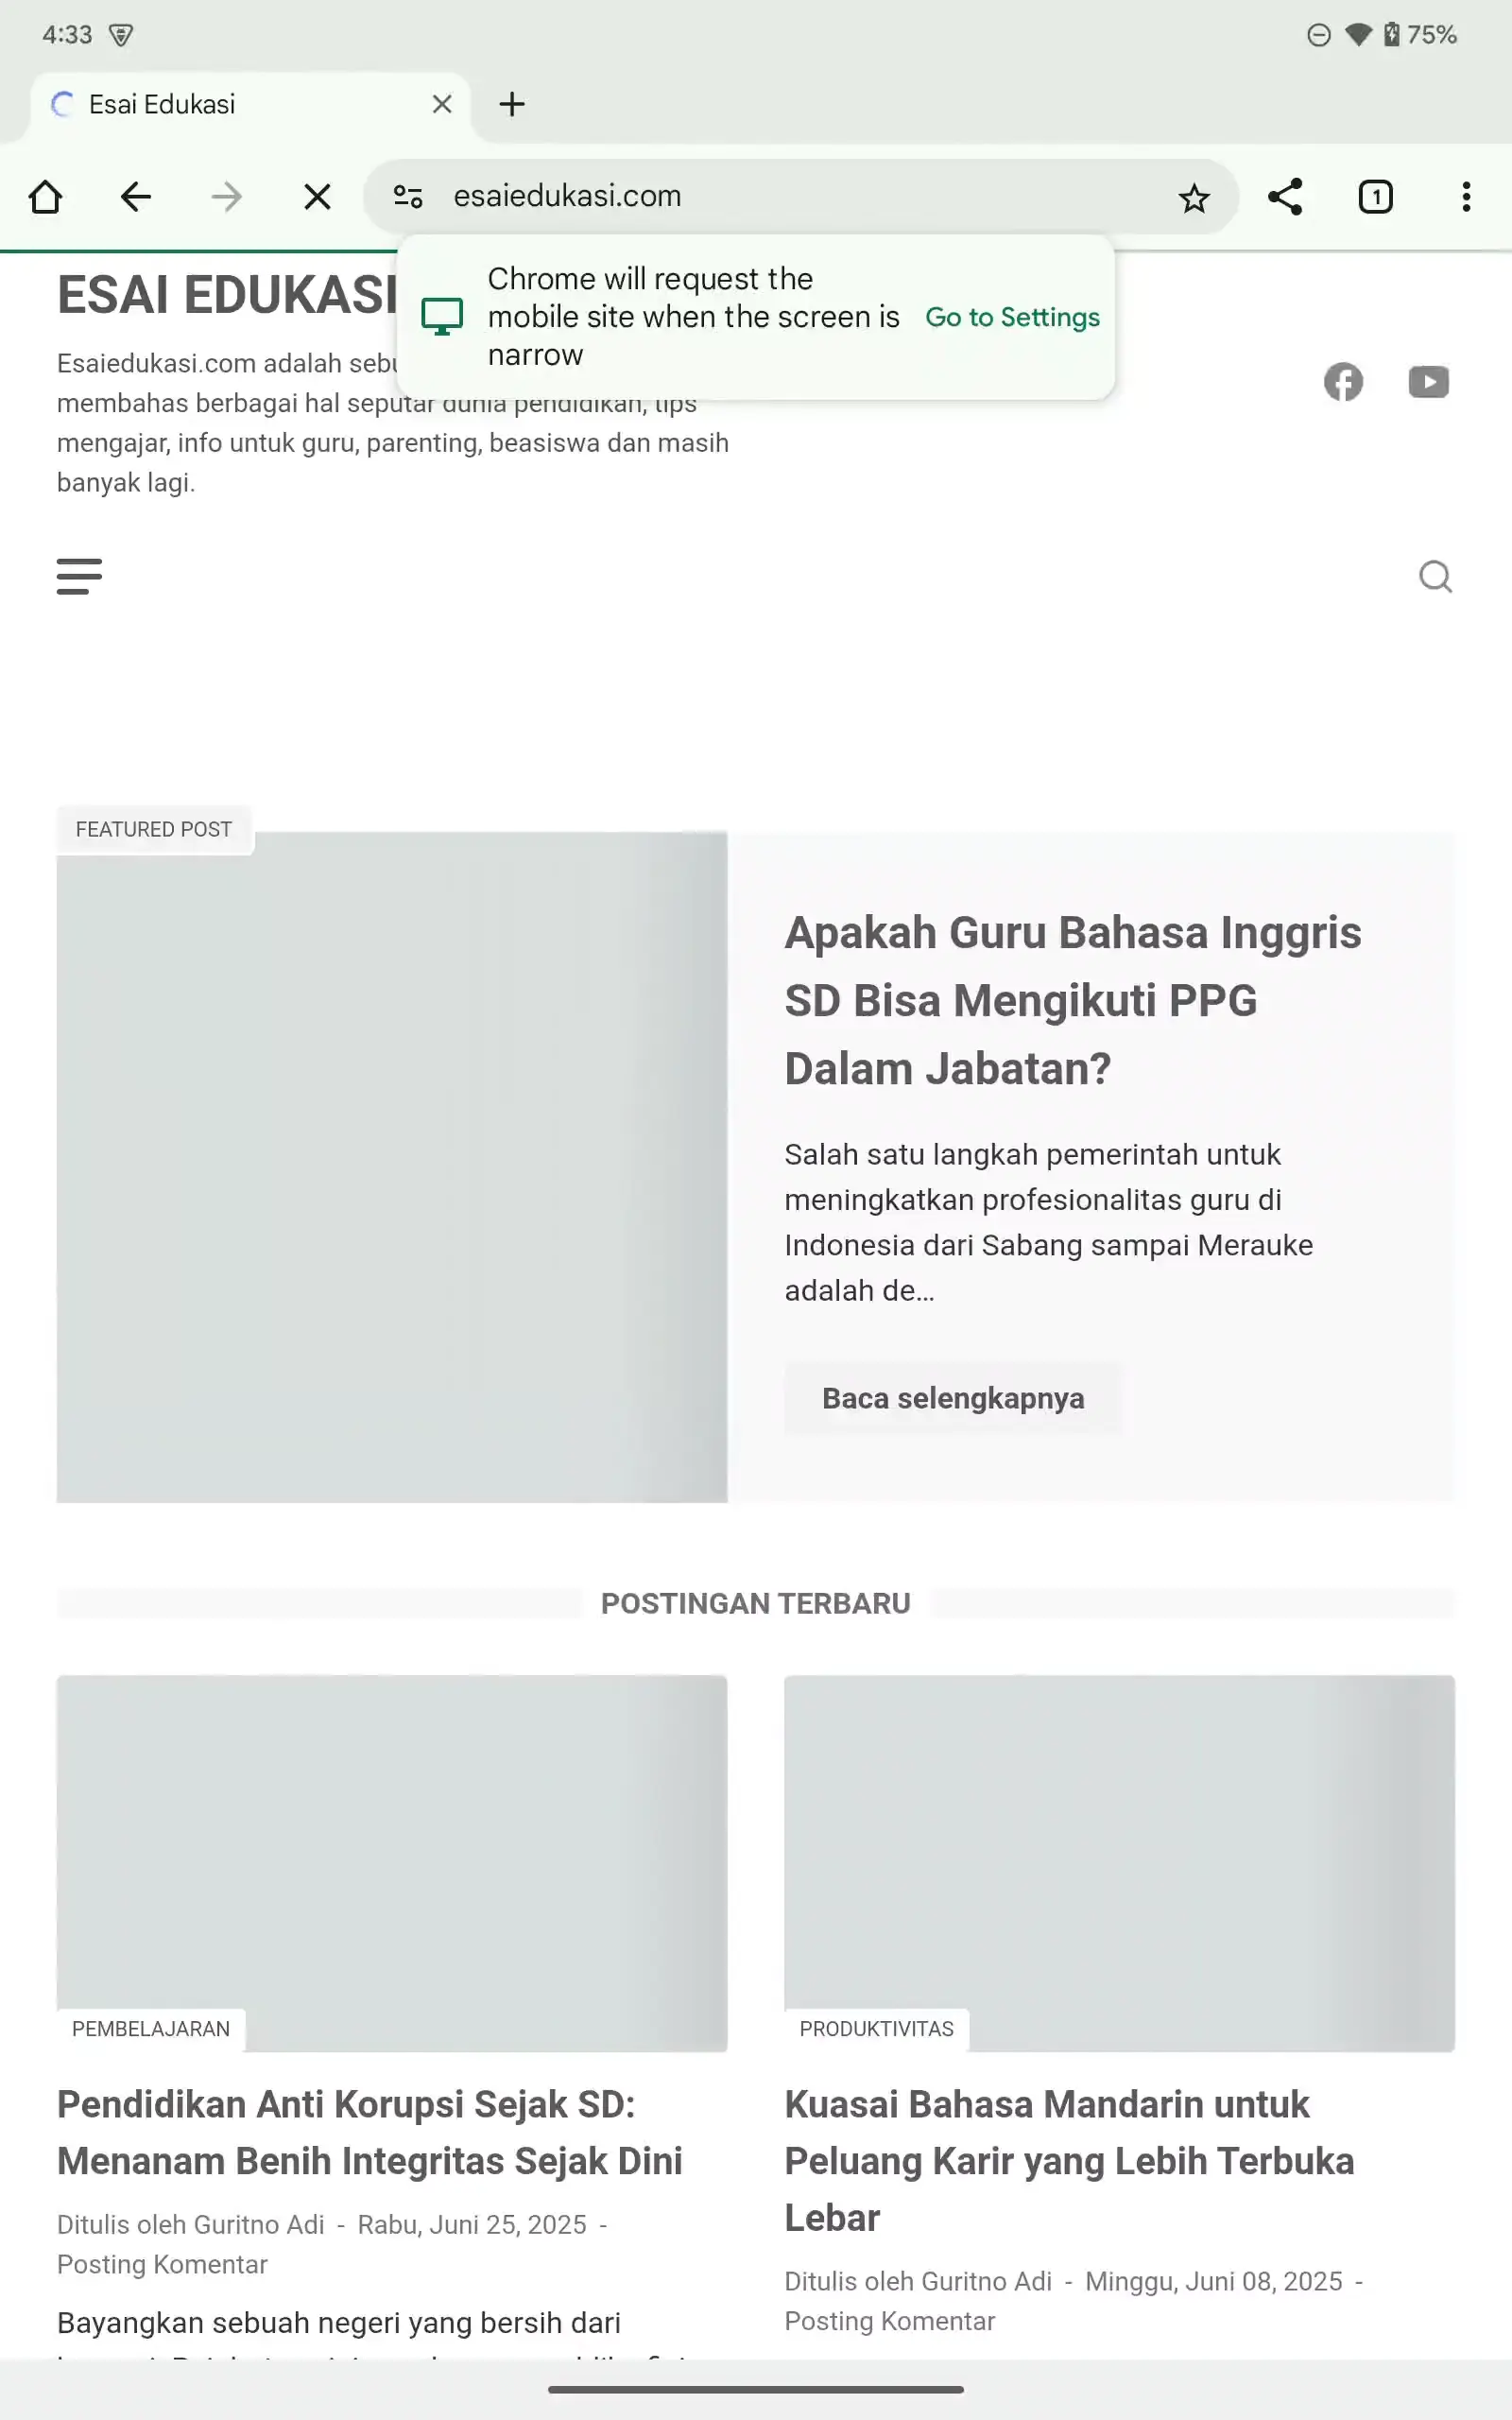 4:33
75%
Esai Edukasi
esaiedukasi.com
1
Chrome will request the
mobile site when the screen is
narrow
Go to Settings
ESAI EDUKASI
Esaiedukasi.com adalah
membahas berbagai hal seputar dunia pendidikan, tips
mengajar, info untuk guru, parenting, beasiswa dan masih
banyak lagi.
FEATURED POST
Apakah Guru Bahasa Inggris
SD Bisa Mengikuti PPG
Dalam Jabatan?
Salah satu langkah pemerintah untuk
meningkatkan profesionalitas guru di
Indonesia dari Sabang sampai Merauke
adalah de...
Baca selengkapnya
POSTINGAN TERBARU
PEMBELAJARAN
Pendidikan Anti Korupsi Sejak SD:
Menanam Benih Integritas Sejak Dini
Ditulis oleh Guritno Adi - Rabu, Juni 25, 2025 -
Posting Komentar
Bayangkan sebuah negeri yang bersih dari
PRODUKTIVITAS
Kuasai Bahasa Mandarin untuk
Peluang Karir yang Lebih Terbuka
Lebar
Ditulis oleh Guritno Adi - Minggu, Juni 08, 2025 -
Posting Komentar